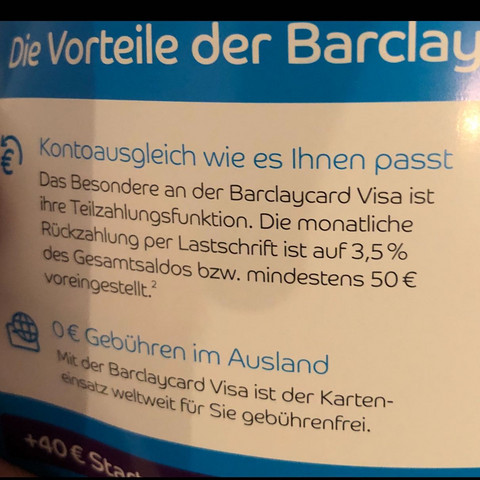 Die Vorteile der Barclay
Kontoausgleich wie es Ihnen passt
Das Besondere an der Barclaycard Visa ist
ihre Teilzahlungsfunktion. Die monatliche
Rückzahlung per Lastschrift ist auf 3,5 %
des Gesamtsaldos bzw. mindestens 50 €
voreingestellt.²
0 € Gebühren im Ausland
Mit der Barclaycard Visa ist der Karten-
einsatz weltweit für Sie gebührenfrei.
+40 € Star